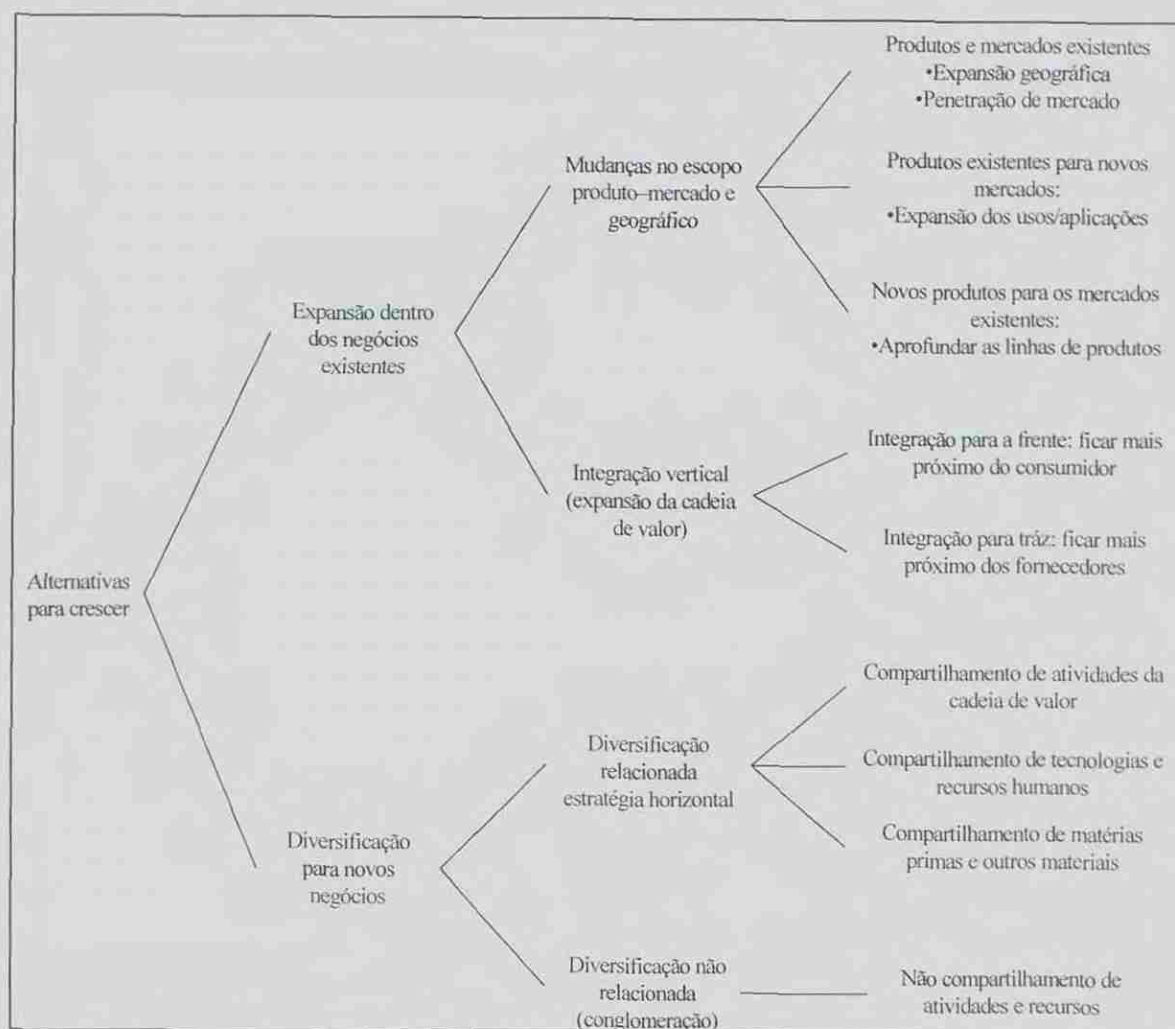 Alternativas
para crescer
Expansão dentro
dos negócios
existentes
Mudanças no escopo
produto–mercado e
geográfico
Produtos e mercados existentes
•Expansão geográfica
•Penetração de mercado
Produtos existentes para novos
mercados:
•Expansão dos usos/aplicações
Novos produtos para os mercados
existentes:
•Aprofundar as linhas de produtos
Integração vertical
(expansão da cadeia
de valor)
Integração para a frente: ficar mais
próximo do consumidor
Integração para tráz: ficar mais
próximo dos fornecedores
Diversificação
para novos
negócios
Diversificação
relacionada
estratégia horizontal
Compartilhamento de atividades da
cadeia de valor
Compartilhamento de tecnologias e
recursos humanos
Compartilhamento de matérias
primas e outros materiais
Diversificação não
relacionada
(conglomeração)
Não compartilhamento de
atividades e recursos